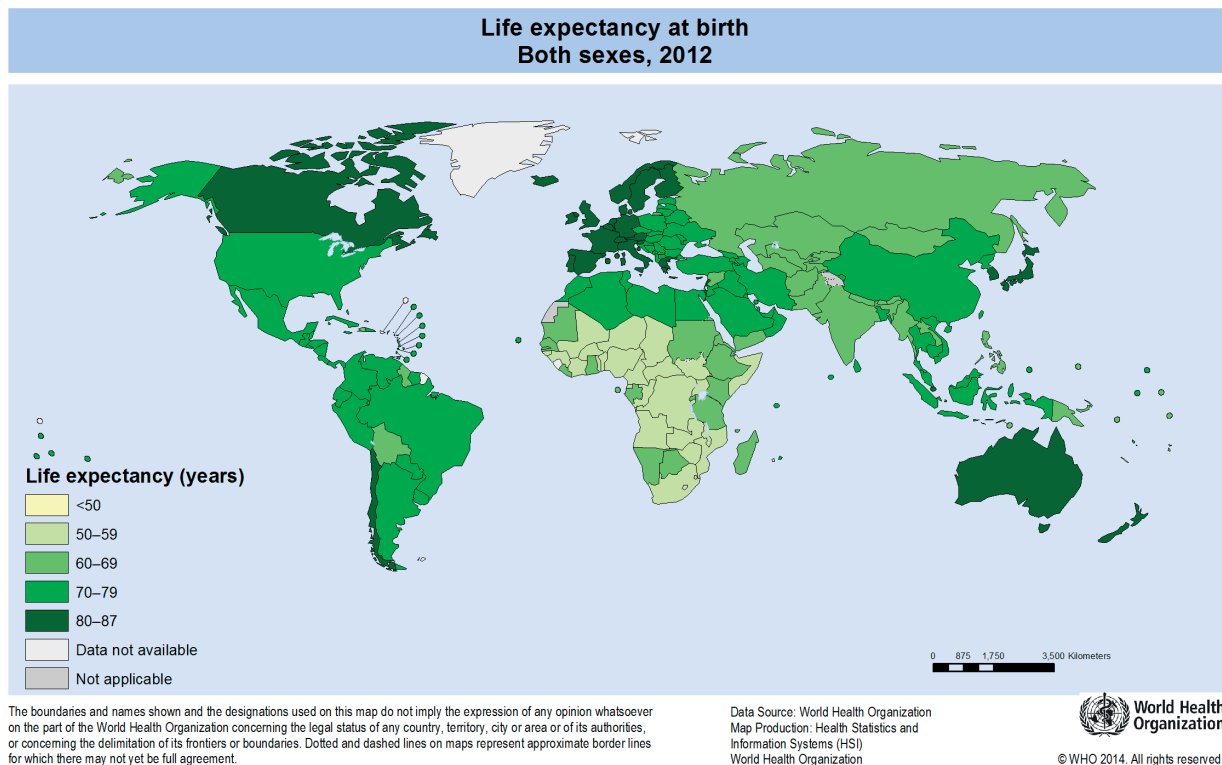 Life expectancy at birth
Both sexes, 2012
Life expectancy (years)
<50
50–59
60–69
70–79
80–87
Data not available
Not applicable
0 875 1,750 3,500 Kilometers
The boundaries and names shown and the designations used on this map do not imply the expression of any opinion whatsoever
on the part of the World Health Organization concerning the legal status of any country, territory, city or area or of its authorities,
or concerning the delimitation of its frontiers or boundaries. Dotted and dashed lines on maps represent approximate border lines
for which there may not yet be full agreement.
Data Source: World Health Organization
Map Production: Health Statistics and
Information Systems (HSI)
World Health Organization
World Health
Organization
© WHO 2014. All rights reserved